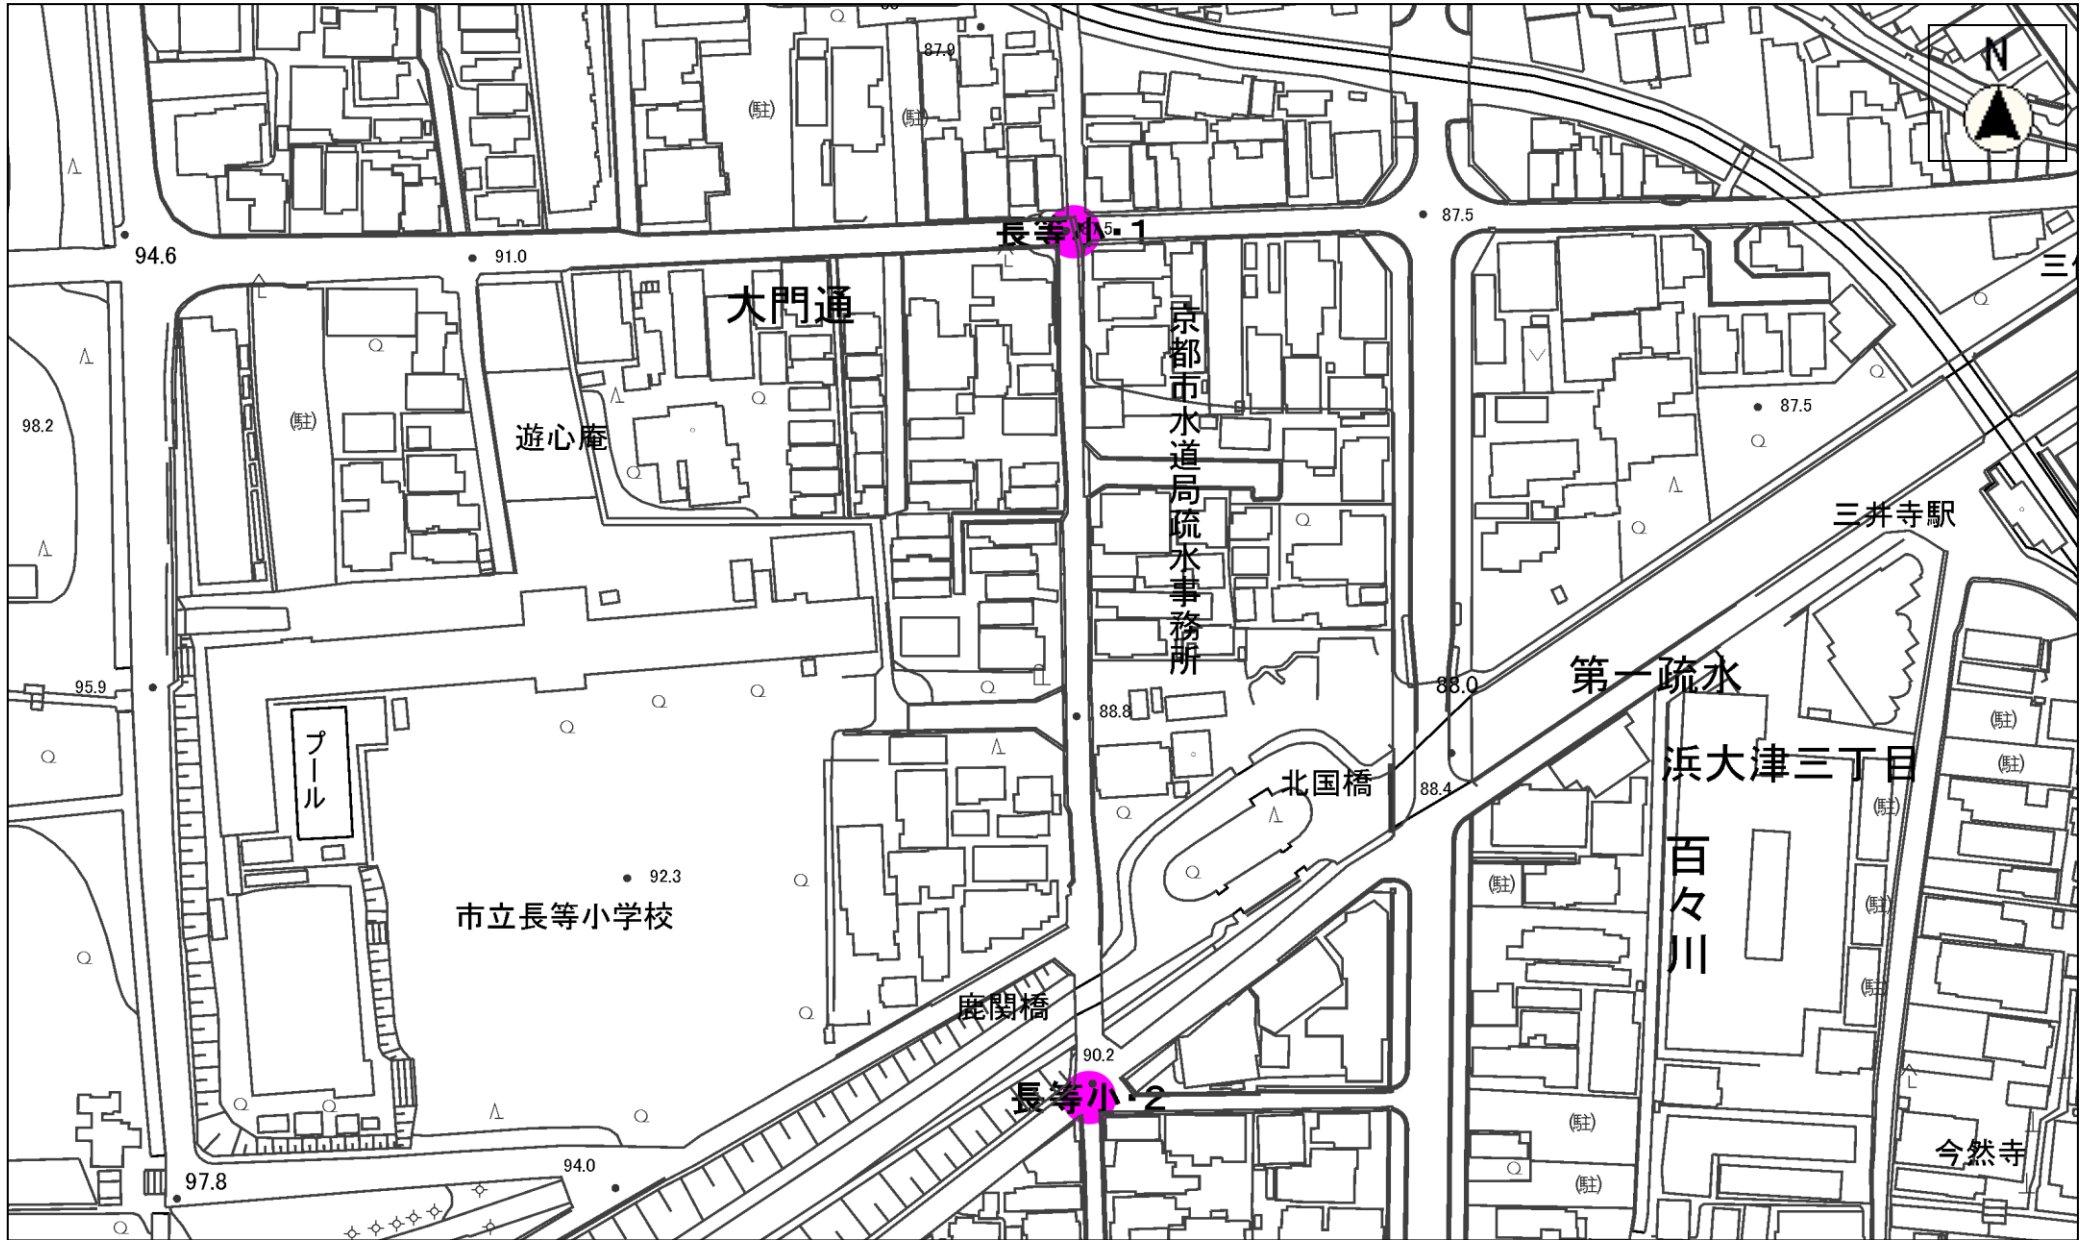 87.9
N
(駐)
(駐)
87.5
長等小・1
94.6
91.0
大門通
京都市水道局疏水事務所
98.2
(駐)
遊心庵
87.5
三井寺駅
95.9
88.8
88.0
第一疏水
(駐)
プール
北国橋
88.4
浜大津三丁目
(駐)
(駐)
92.3
市立長等小学校
百々川
(駐)
(駐)
鹿関橋
(駐)
90.2
長等小・2
(駐)
94.0
97.8
今然寺
(駐)